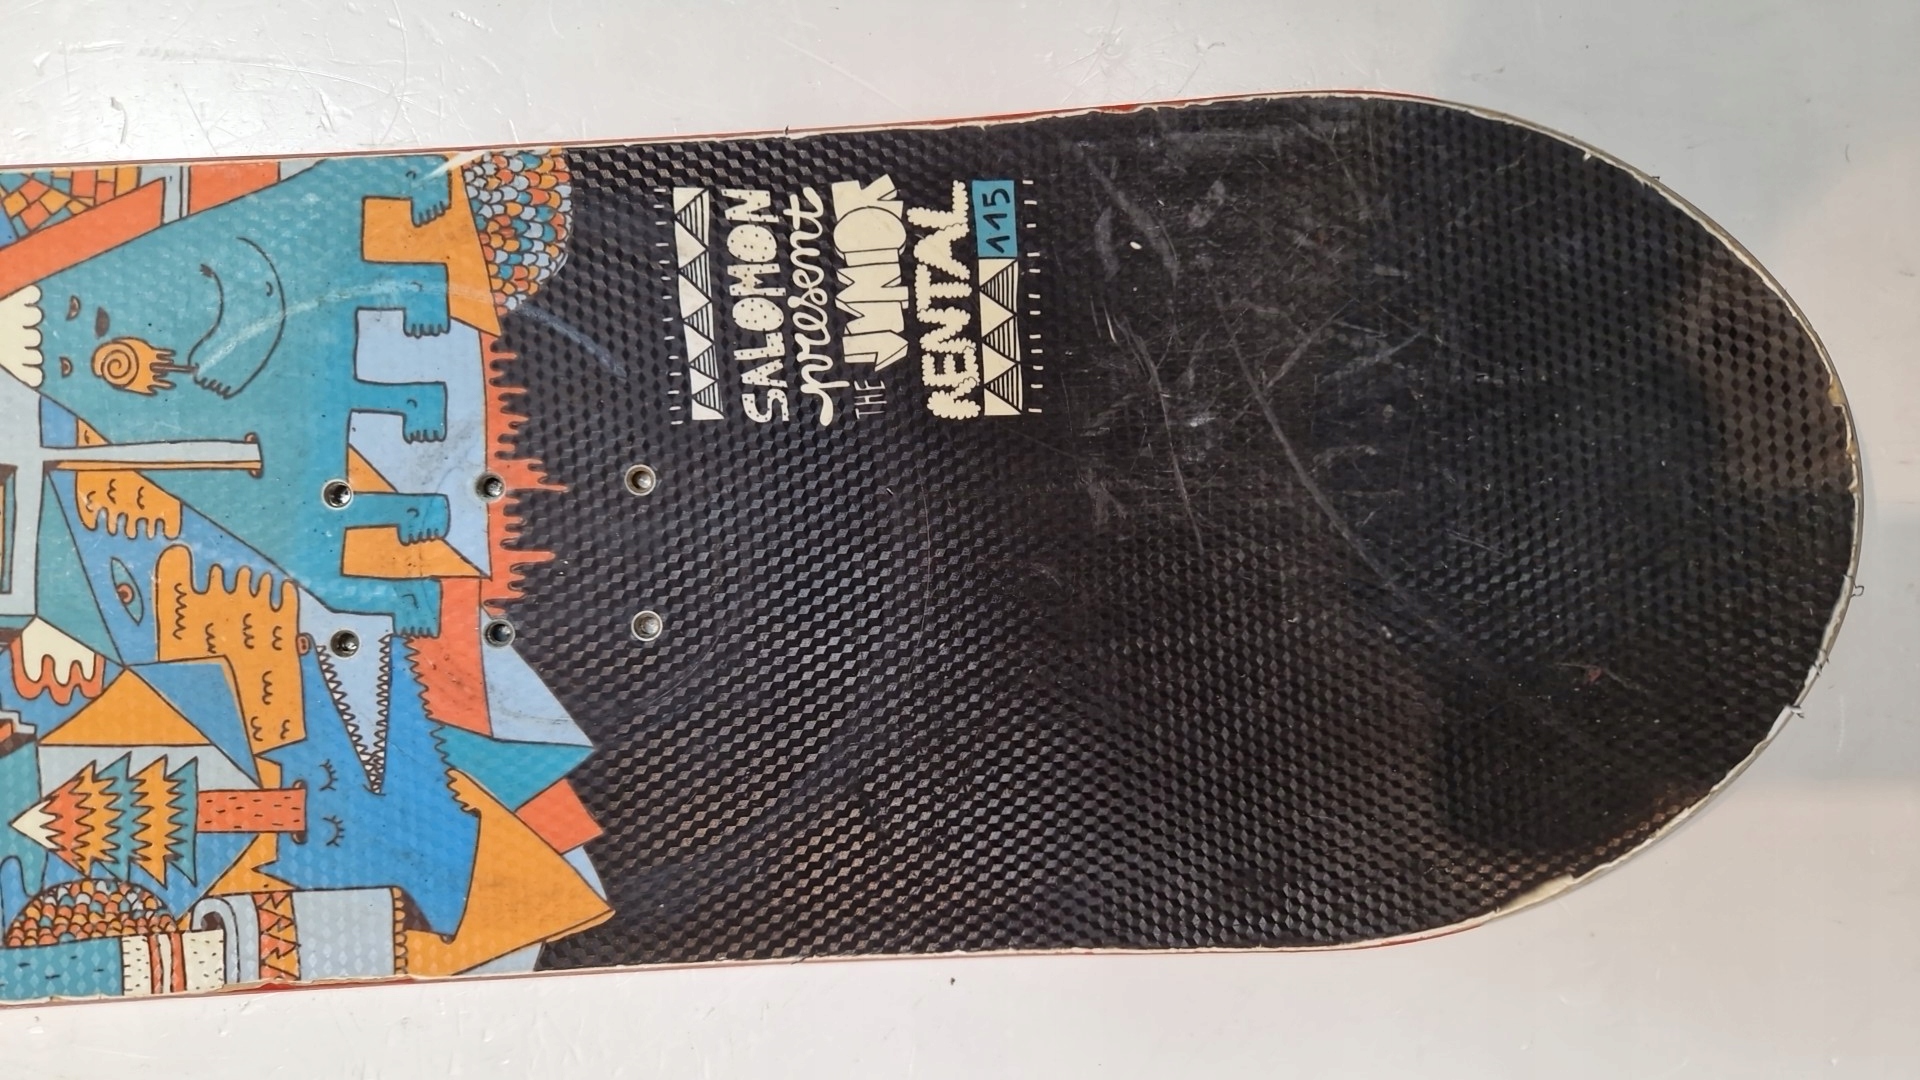 SALOMON
present
THE JUNIOR
RENTAL
115